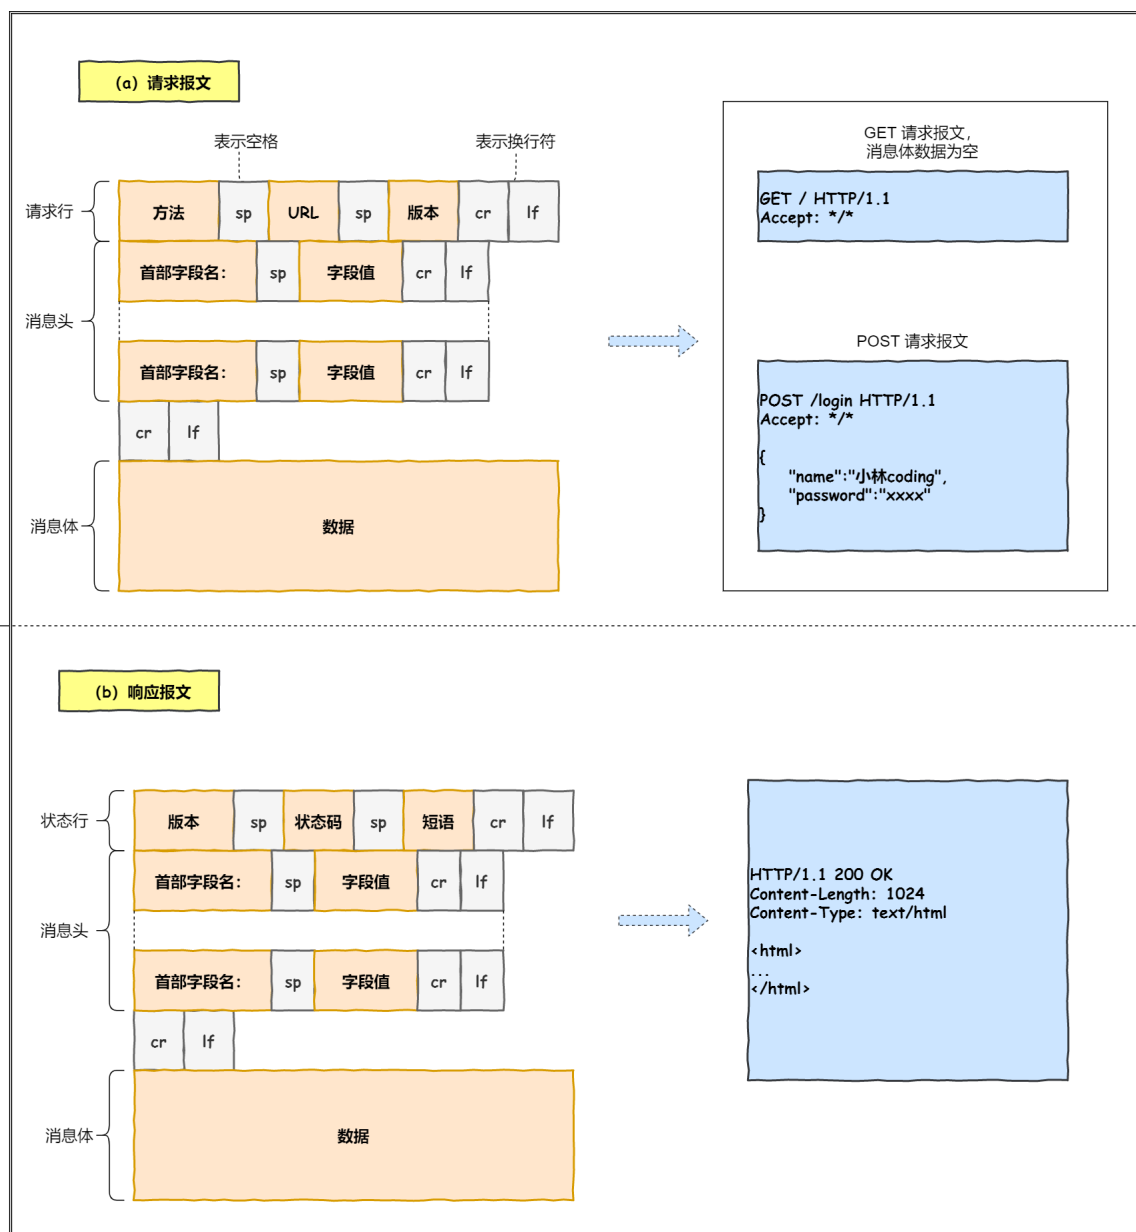 (a) 请求报文
表示空格
表示换行符
请求行
方法 sp URL sp 版本 cr lf
首部字段名： sp 字段值 cr lf
消息头
首部字段名： sp 字段值 cr lf
cr lf
消息体
数据
GET 请求报文，
消息体数据为空
GET / HTTP/1.1
Accept: */*
POST 请求报文
POST /login HTTP/1.1
Accept: */*
{
"name":"小林coding",
"password":"xxxx"
}
(b) 响应报文
状态行
版本 sp 状态码 sp 短语 cr lf
首部字段名： sp 字段值 cr lf
消息头
首部字段名： sp 字段值 cr lf
cr lf
消息体
数据
HTTP/1.1 200 OK
Content-Length: 1024
Content-Type: text/html
<html>
...
</html>